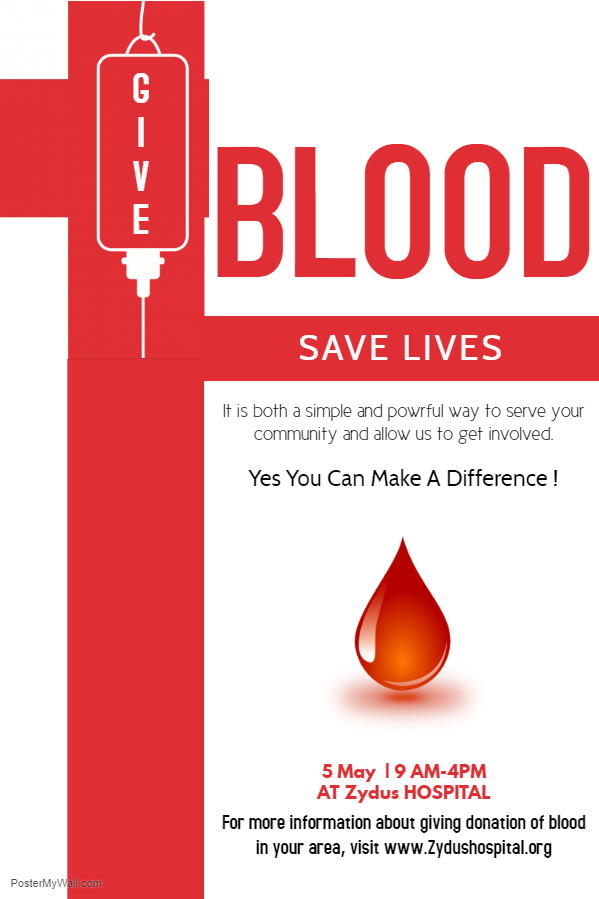 GIVE
BLOOD
SAVE LIVES
It is both a simple and powrful way to serve your
community and allow us to get involved.
Yes You Can Make A Difference !
5 May | 9 AM-4PM
AT Zydus HOSPITAL
For more information about giving donation of blood
in your area, visit www.Zydushospital.org
PosterMyWall.com